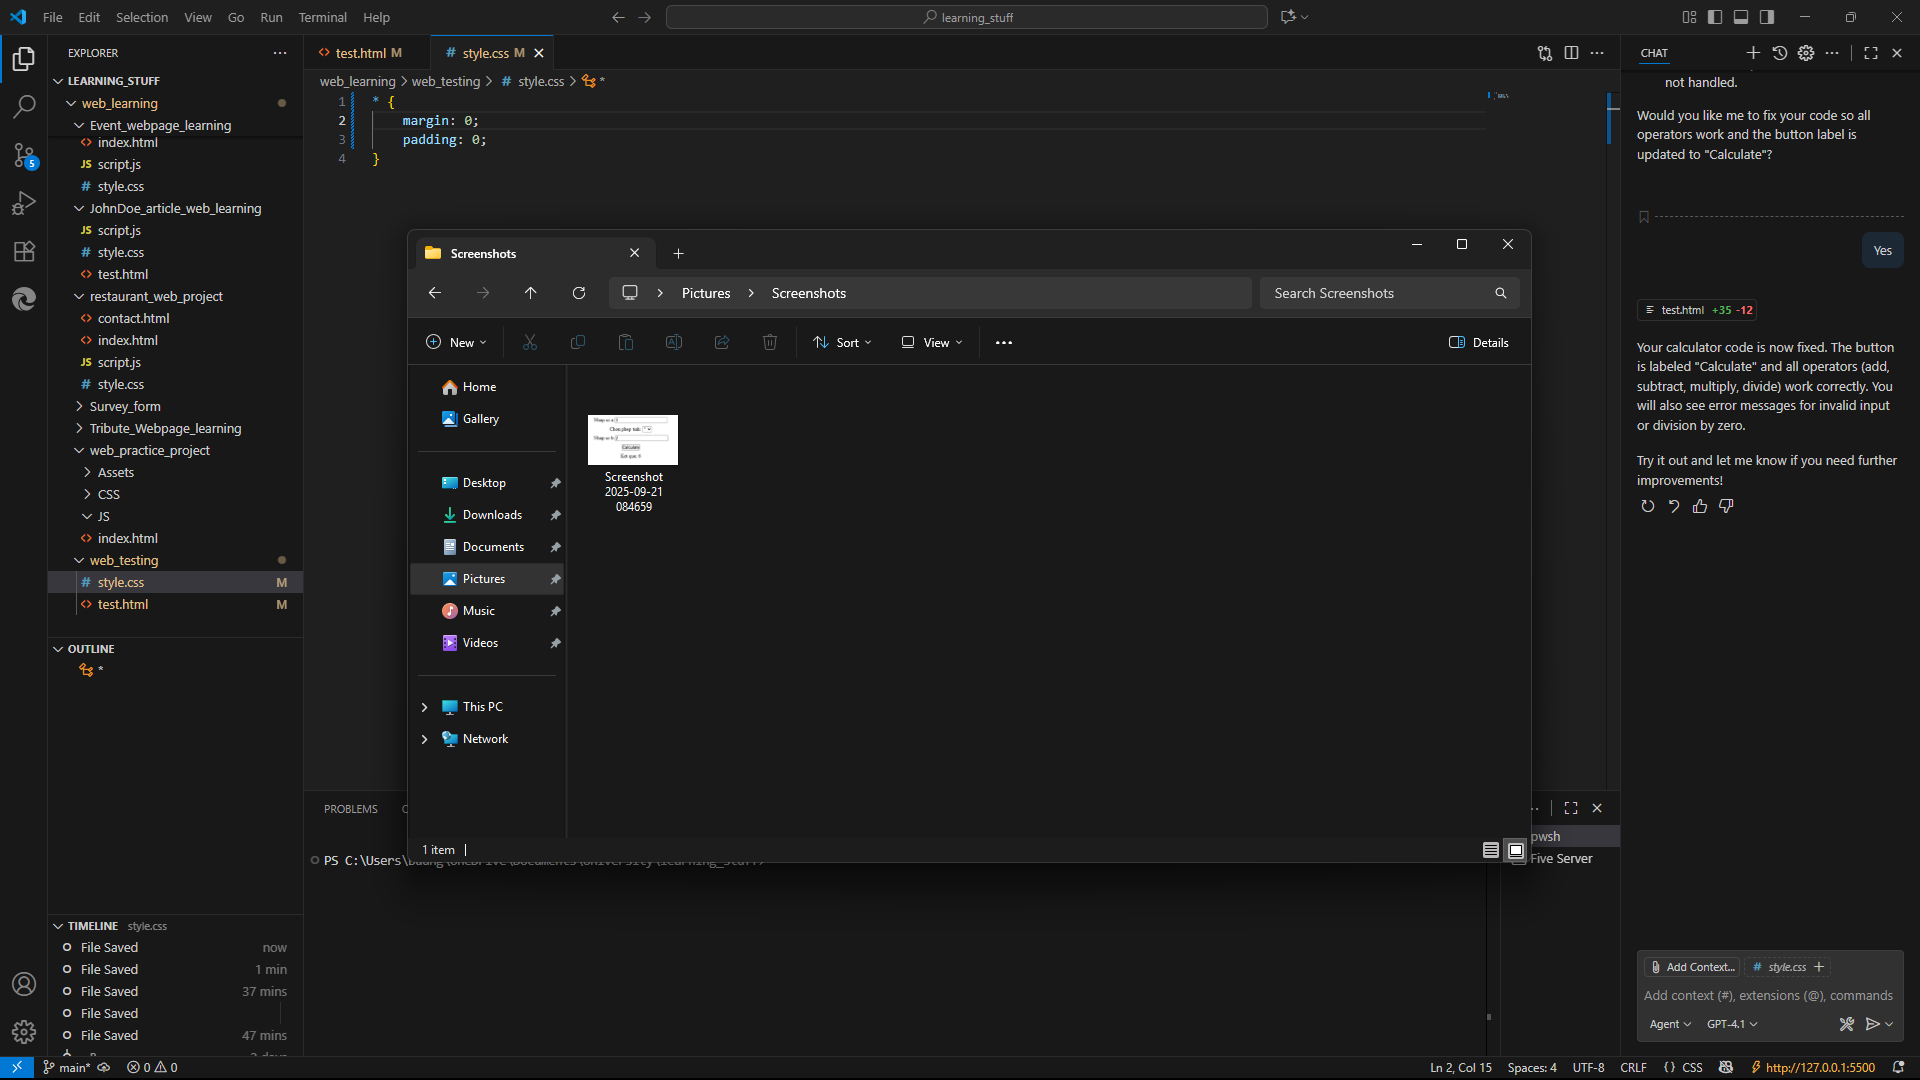 File Edit Selection View Go Run Terminal Help
learning_stuff
EXPLORER
LEARNING_STUFF
web_learning
Event_webpage_learning
index.html
JS script.js
# style.css
JohnDoe_article_web_learning
JS script.js
# style.css
<> test.html
restaurant_web_project
<> contact.html
<> index.html
JS script.js
# style.css
Survey_form
Tribute_Webpage_learning
web_practice_project
Assets
CSS
JS
<> index.html
web_testing
# style.css M
<> test.html M
OUTLINE
*
TIMELINE style.css
File Saved now
File Saved 1 min
File Saved 37 mins
File Saved
File Saved 47 mins
<> test.html M
# style.css M
web_learning > web_testing > # style.css > *
1 * {
2 margin: 0;
3 padding: 0;
4 }
Screenshots
Pictures > Screenshots
Search Screenshots
New
Sort
View
Details
Home
Gallery
Desktop
Downloads
Documents
Pictures
Music
Videos
This PC
Network
Calculate
Screenshot
2025-09-21
084659
1 item
PROBLEMS
PS C:\Users\
pwsh
Five Server
CHAT
not handled.
Would you like me to fix your code so all
operators work and the button label is
updated to "Calculate"?
Yes
test.html +35 -12
Your calculator code is now fixed. The button
is labeled "Calculate" and all operators (add,
subtract, multiply, divide) work correctly. You
will also see error messages for invalid input
or division by zero.
Try it out and let me know if you need further
improvements!
Add Context...
# style.css +
Add context (#), extensions (@), commands
Agent
GPT-4.1
5
main*
0 0
Ln 2, Col 15
Spaces: 4
UTF-8
CRLF
{ } CSS
http://127.0.0.1:5500